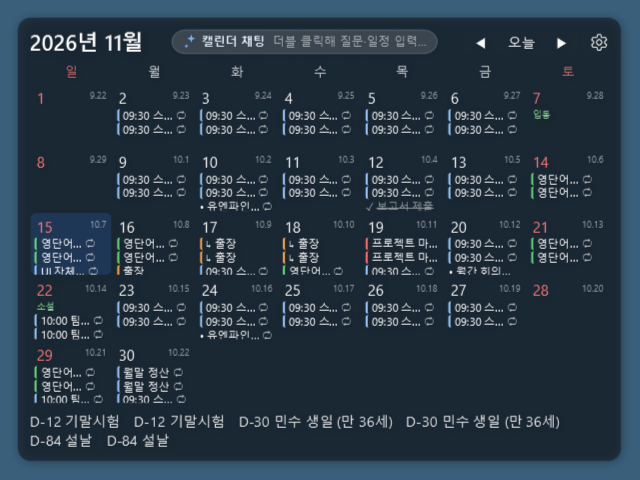 2026년 11월 캘린더 채팅 더블 클릭해 질문·일정 입력... ◀ 오늘 ▶
일 월 화 수 목 금 토
1 9.22 2 9.23 3 9.24 4 9.25 5 9.26 6 9.27 7 9.28
09:30 스... 09:30 스... 09:30 스... 09:30 스... 09:30 스... 입동
09:30 스... 09:30 스... 09:30 스... 09:30 스... 09:30 스...
8 9.29 9 10.1 10 10.2 11 10.3 12 10.4 13 10.5 14 10.6
09:30 스... 09:30 스... 09:30 스... 09:30 스... 09:30 스... 영단어...
09:30 스... 09:30 스... 09:30 스... 09:30 스... 09:30 스... 영단어...
• 유엔파인... ✓ 보고서 제출
15 10.7 16 10.8 17 10.9 18 10.10 19 10.11 20 10.12 21 10.13
영단어... 영단어... ↳ 출장 ↳ 출장 프로젝트 마... 09:30 스... 영단어...
영단어... 영단어... ↳ 출장 ↳ 출장 프로젝트 마... 09:30 스... 영단어...
UI 자체... 출장 09:30 스... 영단어... 09:30 스... • 월간 회의...
22 10.14 23 10.15 24 10.16 25 10.17 26 10.18 27 10.19 28 10.20
소설 09:30 스... 09:30 스... 09:30 스... 09:30 스... 09:30 스...
10:00 팀... 09:30 스... 09:30 스... 09:30 스... 09:30 스... 09:30 스...
10:00 팀... • 유엔파인...
29 10.21 30 10.22
영단어... 월말 정산
영단어... 월말 정산
10:00 팀... 09:30 스...
D-12 기말시험 D-12 기말시험 D-30 민수 생일 (만 36세) D-30 민수 생일 (만 36세)
D-84 설날 D-84 설날